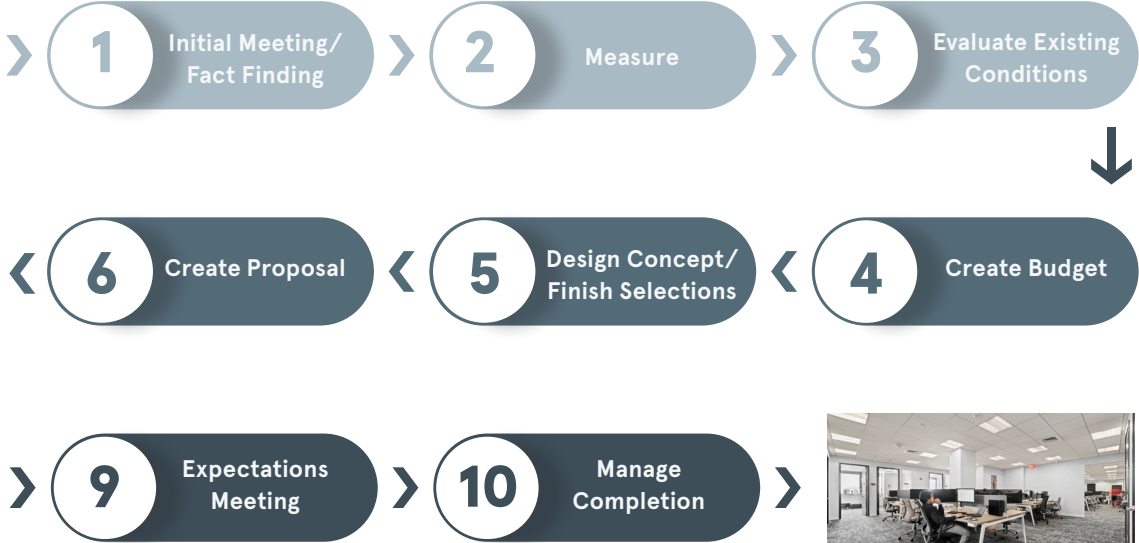 1
Initial Meeting/
Fact Finding
2
Measure
3
Evaluate Existing
Conditions
4
Create Budget
5
Design Concept/
Finish Selections
6
Create Proposal
9
Expectations
Meeting
10
Manage
Completion